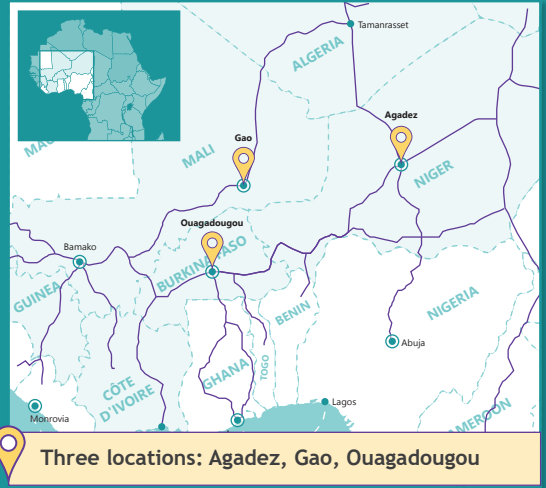 Tamanrasset
ALGERIA
Agadez
Gao
MALI
NIGER
Ouagadougou
Bamako
BURKINA FASO
GUINEA
NIGERIA
BENIN
Abuja
GHANA
TOGO
CÔTE
D'IVOIRE
Lagos
Monrovia
AMEROON
Three locations: Agadez, Gao, Ouagadougou